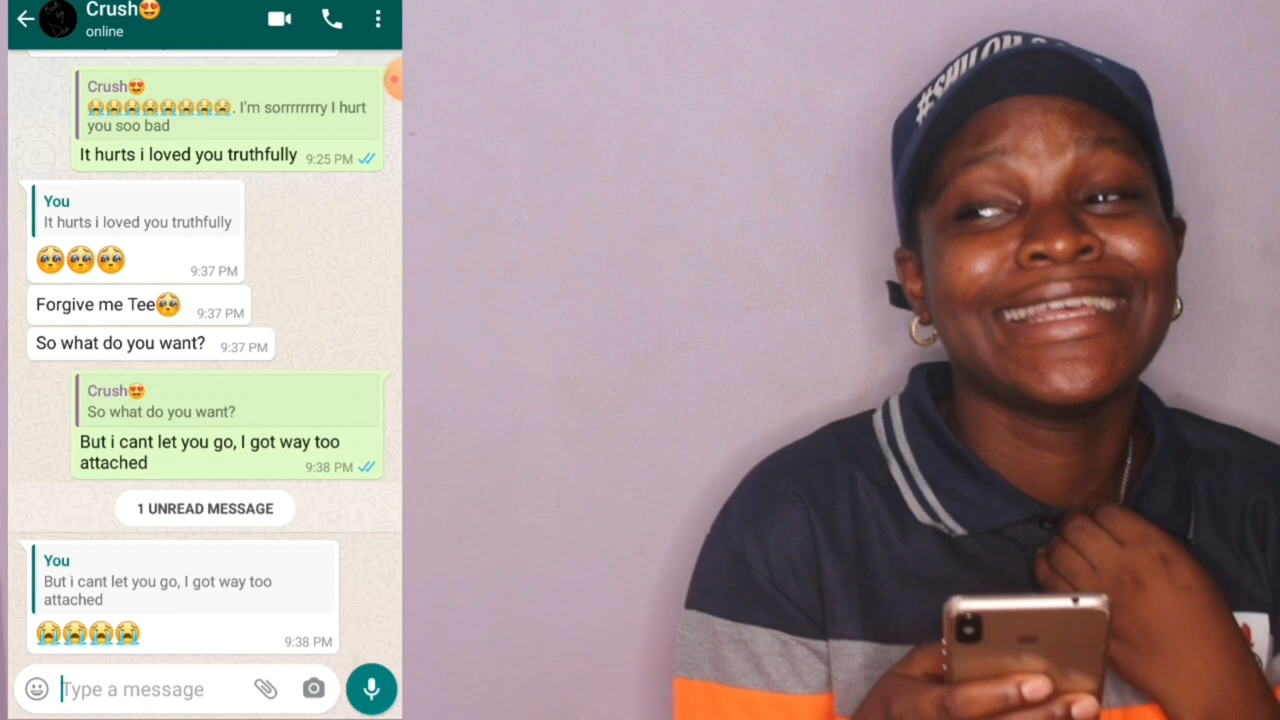 Crush😍
online
Crush😍
😭😭😭😭😭😭😭😭. I'm sorrrrrrrry I hurt
you soo bad
It hurts i loved you truthfully 9:25 PM
You
It hurts i loved you truthfully
🥺🥺🥺 9:37 PM
Forgive me Tee🥺 9:37 PM
So what do you want? 9:37 PM
Crush😍
So what do you want?
But i cant let you go, I got way too
attached 9:38 PM
1 UNREAD MESSAGE
You
But i cant let you go, I got way too
attached
😭😭😭😭 9:38 PM
Type a message
#SHILOH